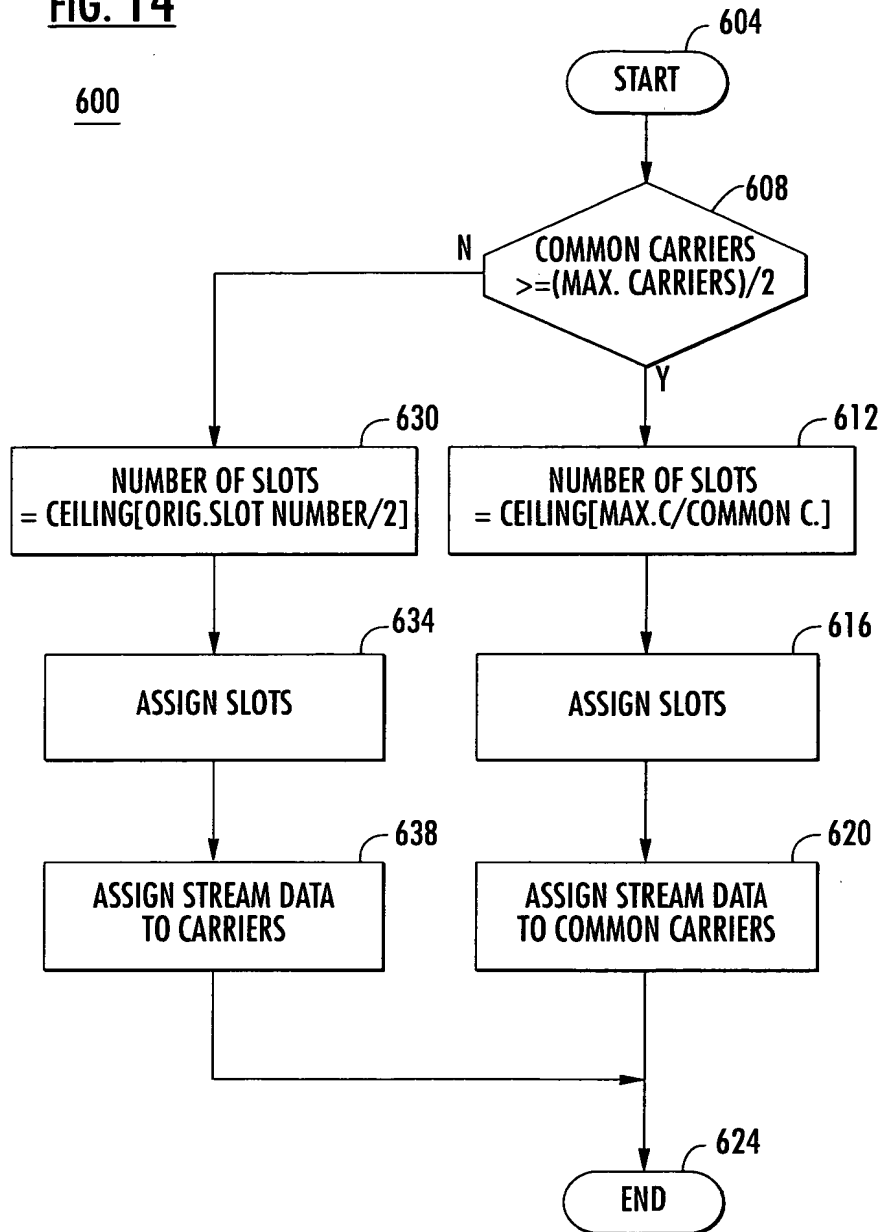 FIG. 14
600
604
START
608
COMMON CARRIERS
>=(MAX. CARRIERS)/2
N
Y
630
NUMBER OF SLOTS
= CEILING[ORIG.SLOT NUMBER/2]
612
NUMBER OF SLOTS
= CEILING[MAX.C/COMMON C.]
634
ASSIGN SLOTS
616
ASSIGN SLOTS
638
ASSIGN STREAM DATA
TO CARRIERS
620
ASSIGN STREAM DATA
TO COMMON CARRIERS
624
END